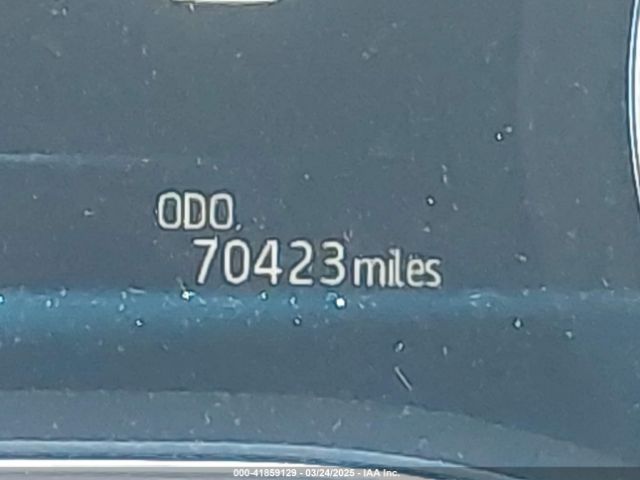 ODO.
70423 miles
000-41859129 - 03/24/2025 - IAA Inc.